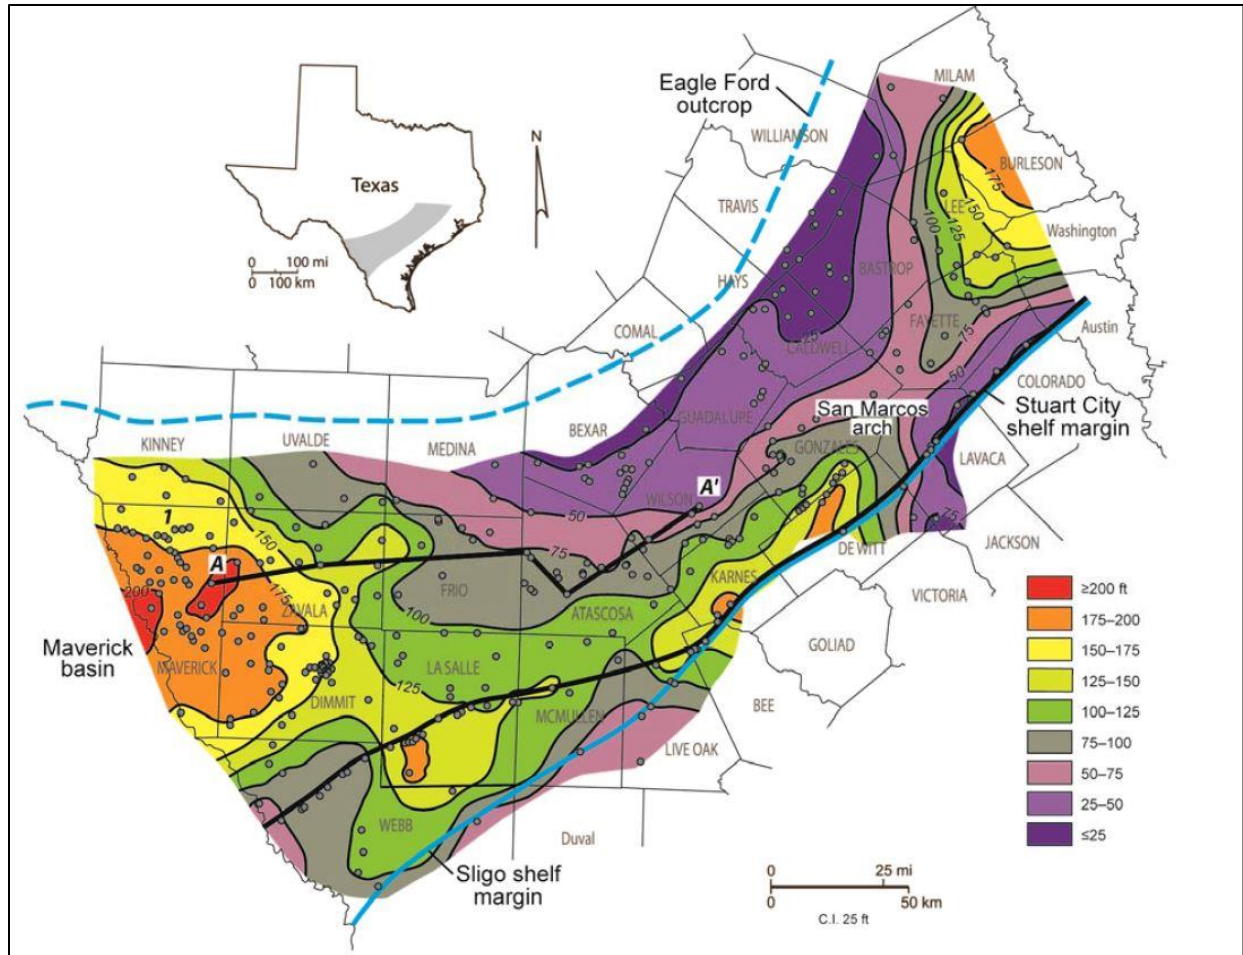 MILAM
Eagle Ford
outcrop
WILLIAMSON
BURLESON
N
175
Texas
TRAVIS
LEE
150
100
125
Washington
0 100 mi
0 100 km
HAYS
BASTROP
COMAL
25
CALDWELL
FAYETTE
75
Austin
50
COLORADO
Stuart City
shelf margin
San Marcos
arch
GUADALUPE
KINNEY
UVALDE
MEDINA
BEXAR
GONZALES
LAVACA
WILSON
A'
1
50
75
150
75
DE WITT
JACKSON
A
KARNES
200
175
ZAVALA
FRIO
ATASCOSA
100
VICTORIA
Maverick
basin
MAVERICK
LA SALLE
GOLIAD
125
DIMMIT
MCMULLEN
BEE
LIVE OAK
WEBB
Duval
Sligo shelf
margin
≥200 ft
175–200
150–175
125–150
100–125
75–100
50–75
25–50
≤25
0 25 mi
0 50 km
C.I. 25 ft